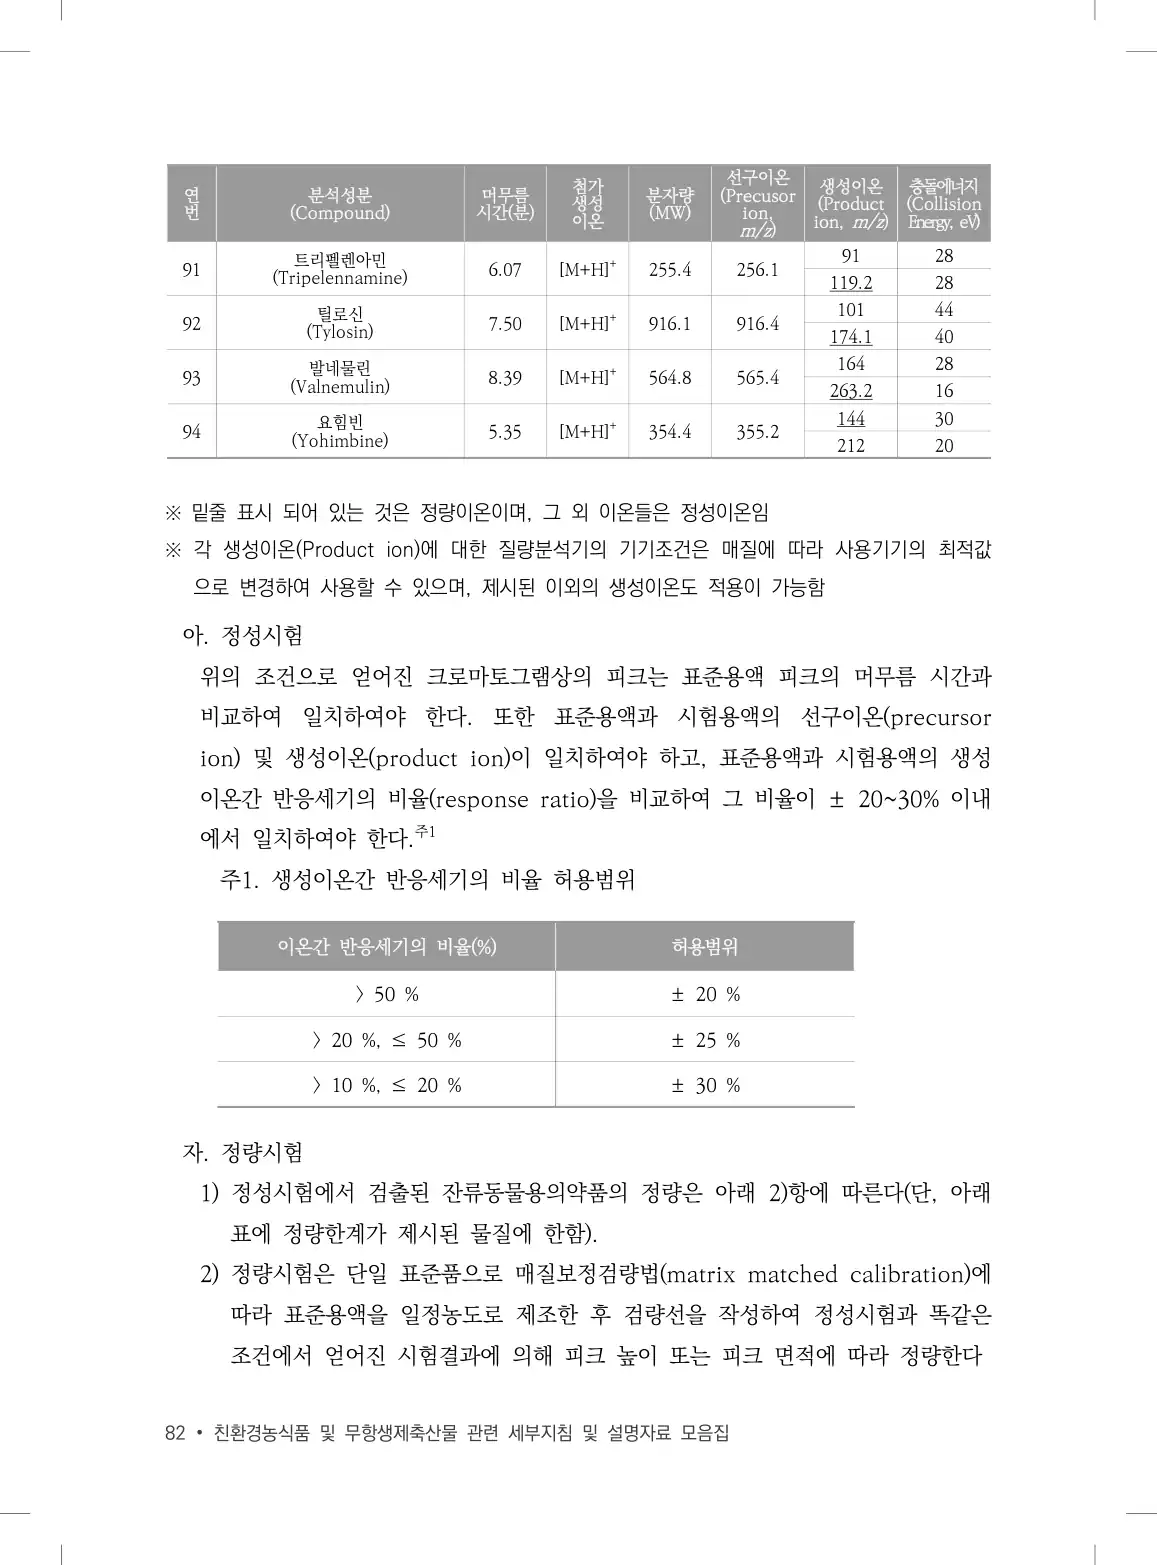 연번 분석성분 (Compound) 머무름 시간(분) 첨가 생성 이온 분자량 (MW) 선구이온 (Precusor ion, m/z) 생성이온 (Product ion, m/z) 충돌에너지 (Collision Energy, eV)
91 트리펠렌아민 (Tripelennamine) 6.07 [M+H]+ 255.4 256.1 91 28
119.2 28
92 틸로신 (Tylosin) 7.50 [M+H]+ 916.1 916.4 101 44
174.1 40
93 발네물린 (Valnemulin) 8.39 [M+H]+ 564.8 565.4 164 28
263.2 16
94 요힘빈 (Yohimbine) 5.35 [M+H]+ 354.4 355.2 144 30
212 20
※ 밑줄 표시 되어 있는 것은 정량이온이며, 그 외 이온들은 정성이온임
※ 각 생성이온(Product ion)에 대한 질량분석기의 기기조건은 매질에 따라 사용기기의 최적값
으로 변경하여 사용할 수 있으며, 제시된 이외의 생성이온도 적용이 가능함
아. 정성시험
위의 조건으로 얻어진 크로마토그램상의 피크는 표준용액 피크의 머무름 시간과
비교하여 일치하여야 한다. 또한 표준용액과 시험용액의 선구이온(precursor
ion) 및 생성이온(product ion)이 일치하여야 하고, 표준용액과 시험용액의 생성
이온간 반응세기의 비율(response ratio)을 비교하여 그 비율이 ± 20~30% 이내
에서 일치하여야 한다.주1
주1. 생성이온간 반응세기의 비율 허용범위
이온간 반응세기의 비율(%) 허용범위
〉50 % ± 20 %
〉20 %, ≤ 50 % ± 25 %
〉10 %, ≤ 20 % ± 30 %
자. 정량시험
1) 정성시험에서 검출된 잔류동물용의약품의 정량은 아래 2)항에 따른다(단, 아래
표에 정량한계가 제시된 물질에 한함).
2) 정량시험은 단일 표준품으로 매질보정검량법(matrix matched calibration)에
따라 표준용액을 일정농도로 제조한 후 검량선을 작성하여 정성시험과 똑같은
조건에서 얻어진 시험결과에 의해 피크 높이 또는 피크 면적에 따라 정량한다
82 • 친환경농식품 및 무항생제축산물 관련 세부지침 및 설명자료 모음집